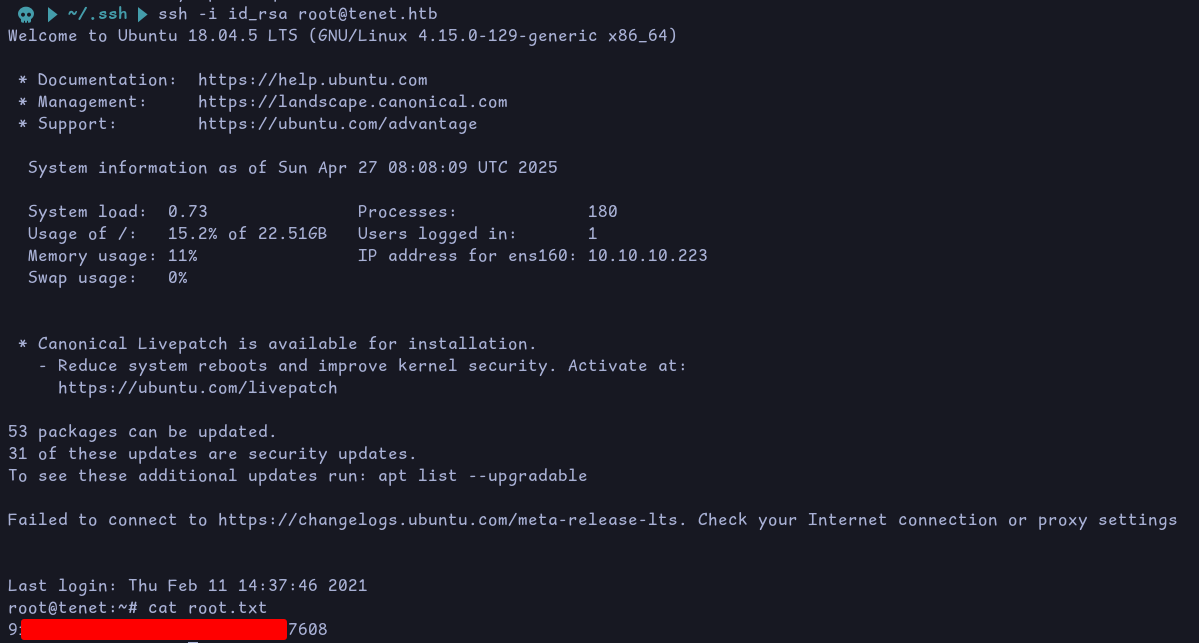 ~/.ssh ssh -i id_rsa root@tenet.htb
Welcome to Ubuntu 18.04.5 LTS (GNU/Linux 4.15.0-129-generic x86_64)
* Documentation: https://help.ubuntu.com
* Management: https://landscape.canonical.com
* Support: https://ubuntu.com/advantage
System information as of Sun Apr 27 08:08:09 UTC 2025
System load: 0.73 Processes: 180
Usage of /: 15.2% of 22.51GB Users logged in: 1
Memory usage: 11% IP address for ens160: 10.10.10.223
Swap usage: 0%
* Canonical Livepatch is available for installation.
- Reduce system reboots and improve kernel security. Activate at:
https://ubuntu.com/livepatch
53 packages can be updated.
31 of these updates are security updates.
To see these additional updates run: apt list --upgradable
Failed to connect to https://changelogs.ubuntu.com/meta-release-lts. Check your Internet connection or proxy settings
Last login: Thu Feb 11 14:37:46 2021
root@tenet:~# cat root.txt
9 7608